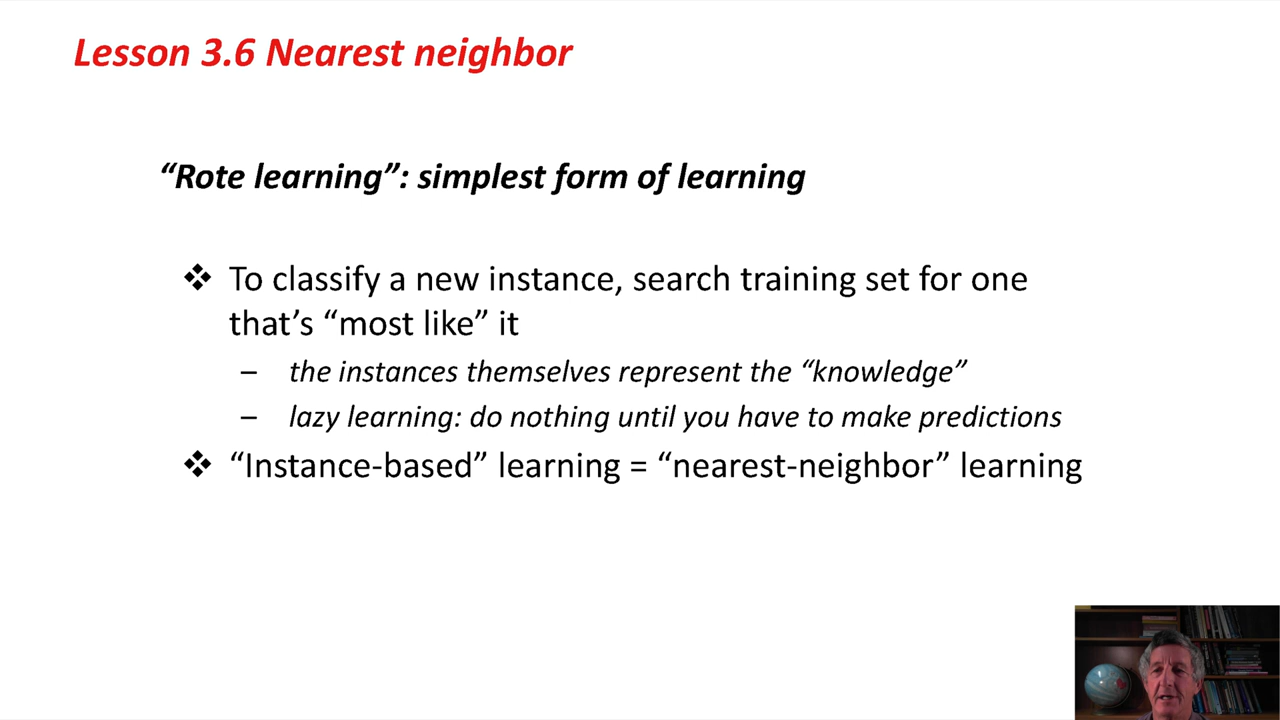 Lesson 3.6 Nearest neighbor
“Rote learning”: simplest form of learning
❖ To classify a new instance, search training set for one
that’s “most like” it
– the instances themselves represent the “knowledge”
– lazy learning: do nothing until you have to make predictions
❖ “Instance-based” learning = “nearest-neighbor” learning